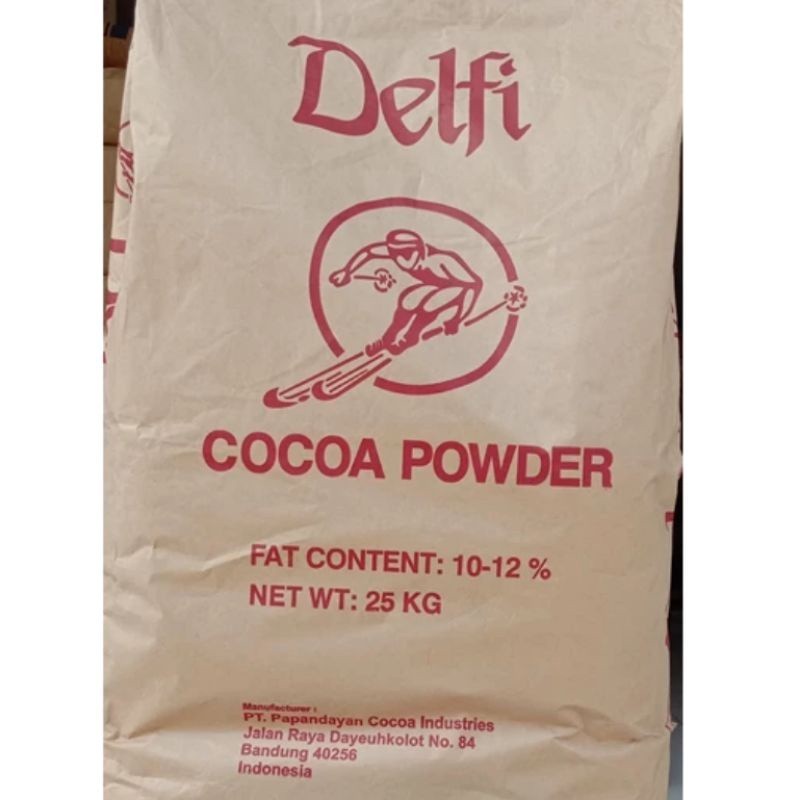 Delfi
COCOA POWDER
FAT CONTENT: 10-12 %
NET WT: 25 KG
Manufacturer :
PT. Papandayan Cocoa Industries
Jalan Raya Dayeuhkolot No. 84
Bandung 40256
Indonesia